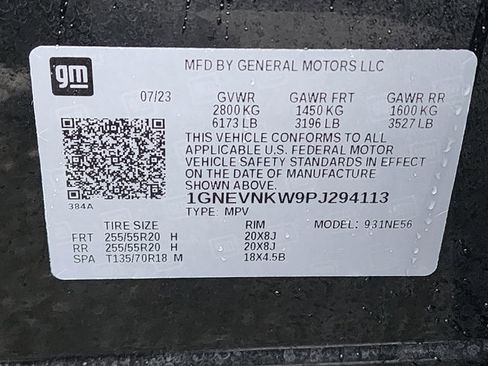 gm
MFD BY GENERAL MOTORS LLC
07/23 GVWR GAWR FRT GAWR RR
2800 KG 1450 KG 1600 KG
6173 LB 3196 LB 3527 LB
THIS VEHICLE CONFORMS TO ALL
APPLICABLE U.S. FEDERAL MOTOR
VEHICLE SAFETY STANDARDS IN EFFECT
ON THE DATE OF MANUFACTURE
SHOWN ABOVE.
384A 1GNEVNKW9PJ294113
TYPE: MPV MODEL: 931NE56
TIRE SIZE RIM
FRT 255/55R20 H 20X8J
RR 255/55R20 H 20X8J
SPA T135/70R18 M 18X4.5B